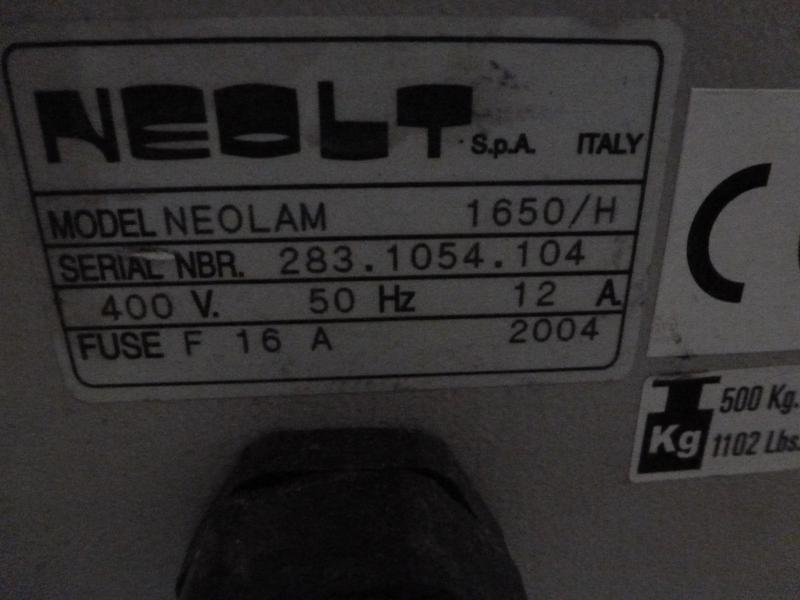 NEOLT S.p.A. ITALY
MODEL NEOLAM 1650/H
SERIAL NBR. 283.1054.104
400 V. 50 Hz 12 A.
FUSE F 16 A 2004
C
500 Kg.
Kg
1102 Lbs.